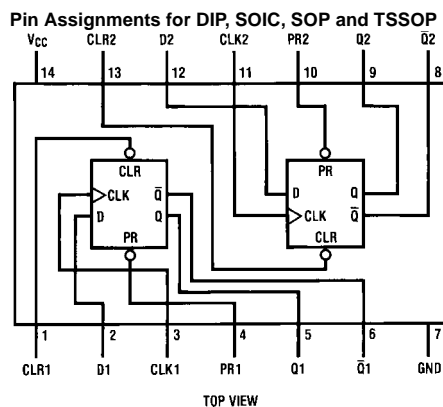 Pin Assignments for DIP, SOIC, SOP and TSSOP
VCC CLR2 D2 CLK2 PR2 Q2 Q̅2
14 13 12 11 10 9 8
CLR PR
CLK Q̅ D Q
D Q CLK Q̅
PR CLR
1 2 3 4 5 6 7
CLR1 D1 CLK1 PR1 Q1 Q̅1 GND
TOP VIEW